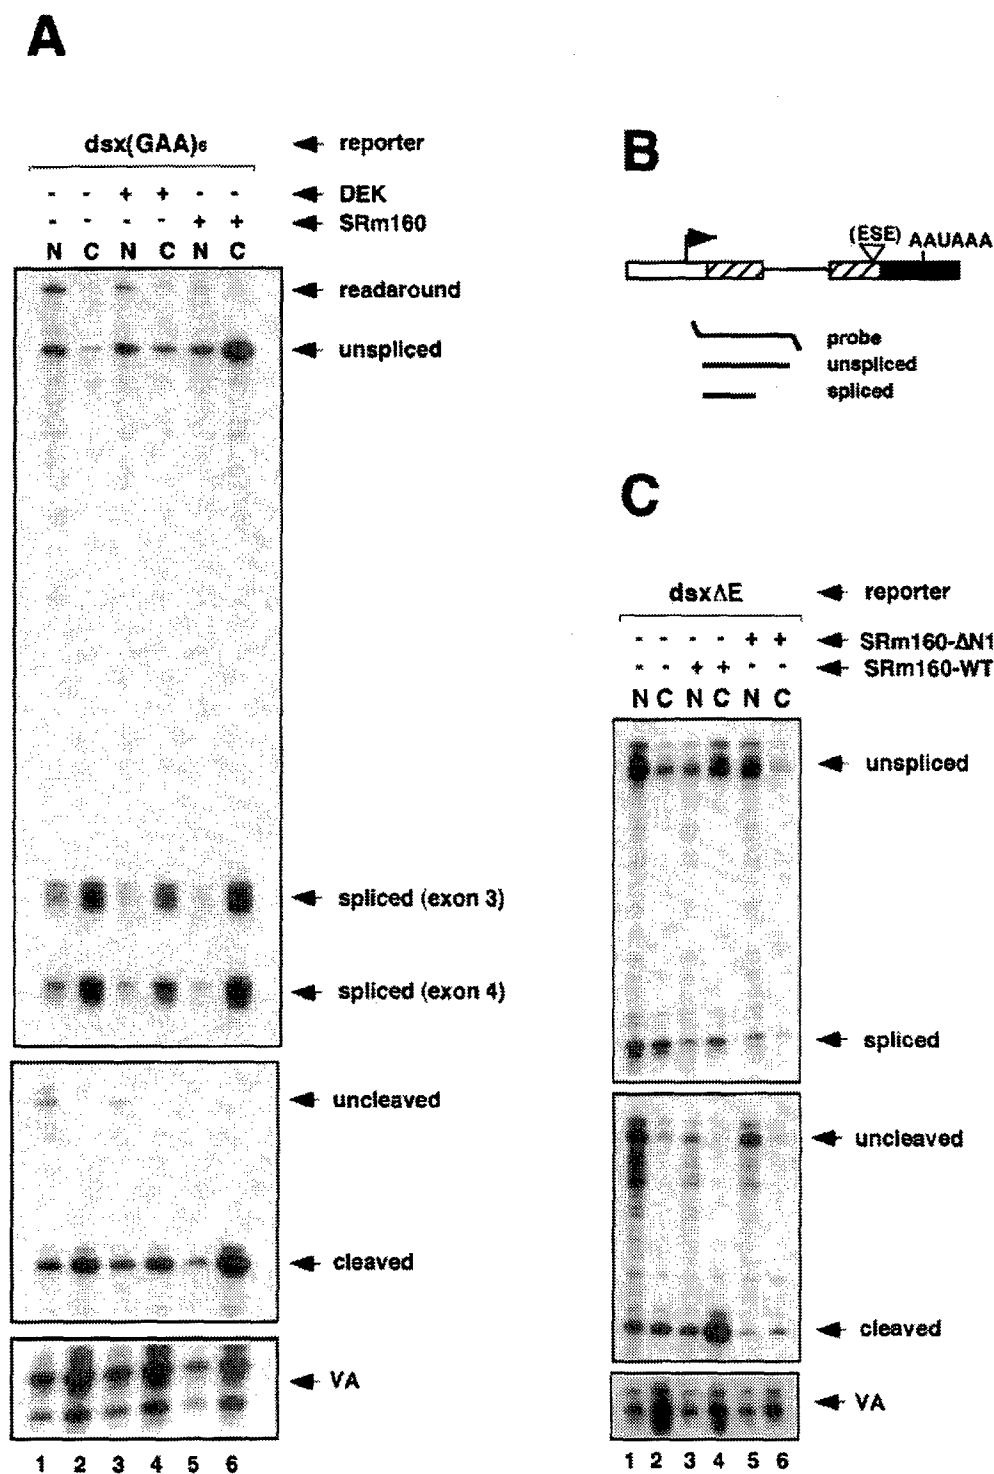 A
dsx(GAA)6
reporter
- - + + - -
DEK
- - - - + +
SRm160
N C N C N C
readaround
unspliced
spliced (exon 3)
spliced (exon 4)
uncleaved
cleaved
VA
1 2 3 4 5 6
B
(ESE) AAUAAA
probe
unspliced
spliced
C
dsxΔE
reporter
- - - - + +
SRm160-ΔN1
- - + + - -
SRm160-WT
N C N C N C
unspliced
spliced
uncleaved
cleaved
VA
1 2 3 4 5 6